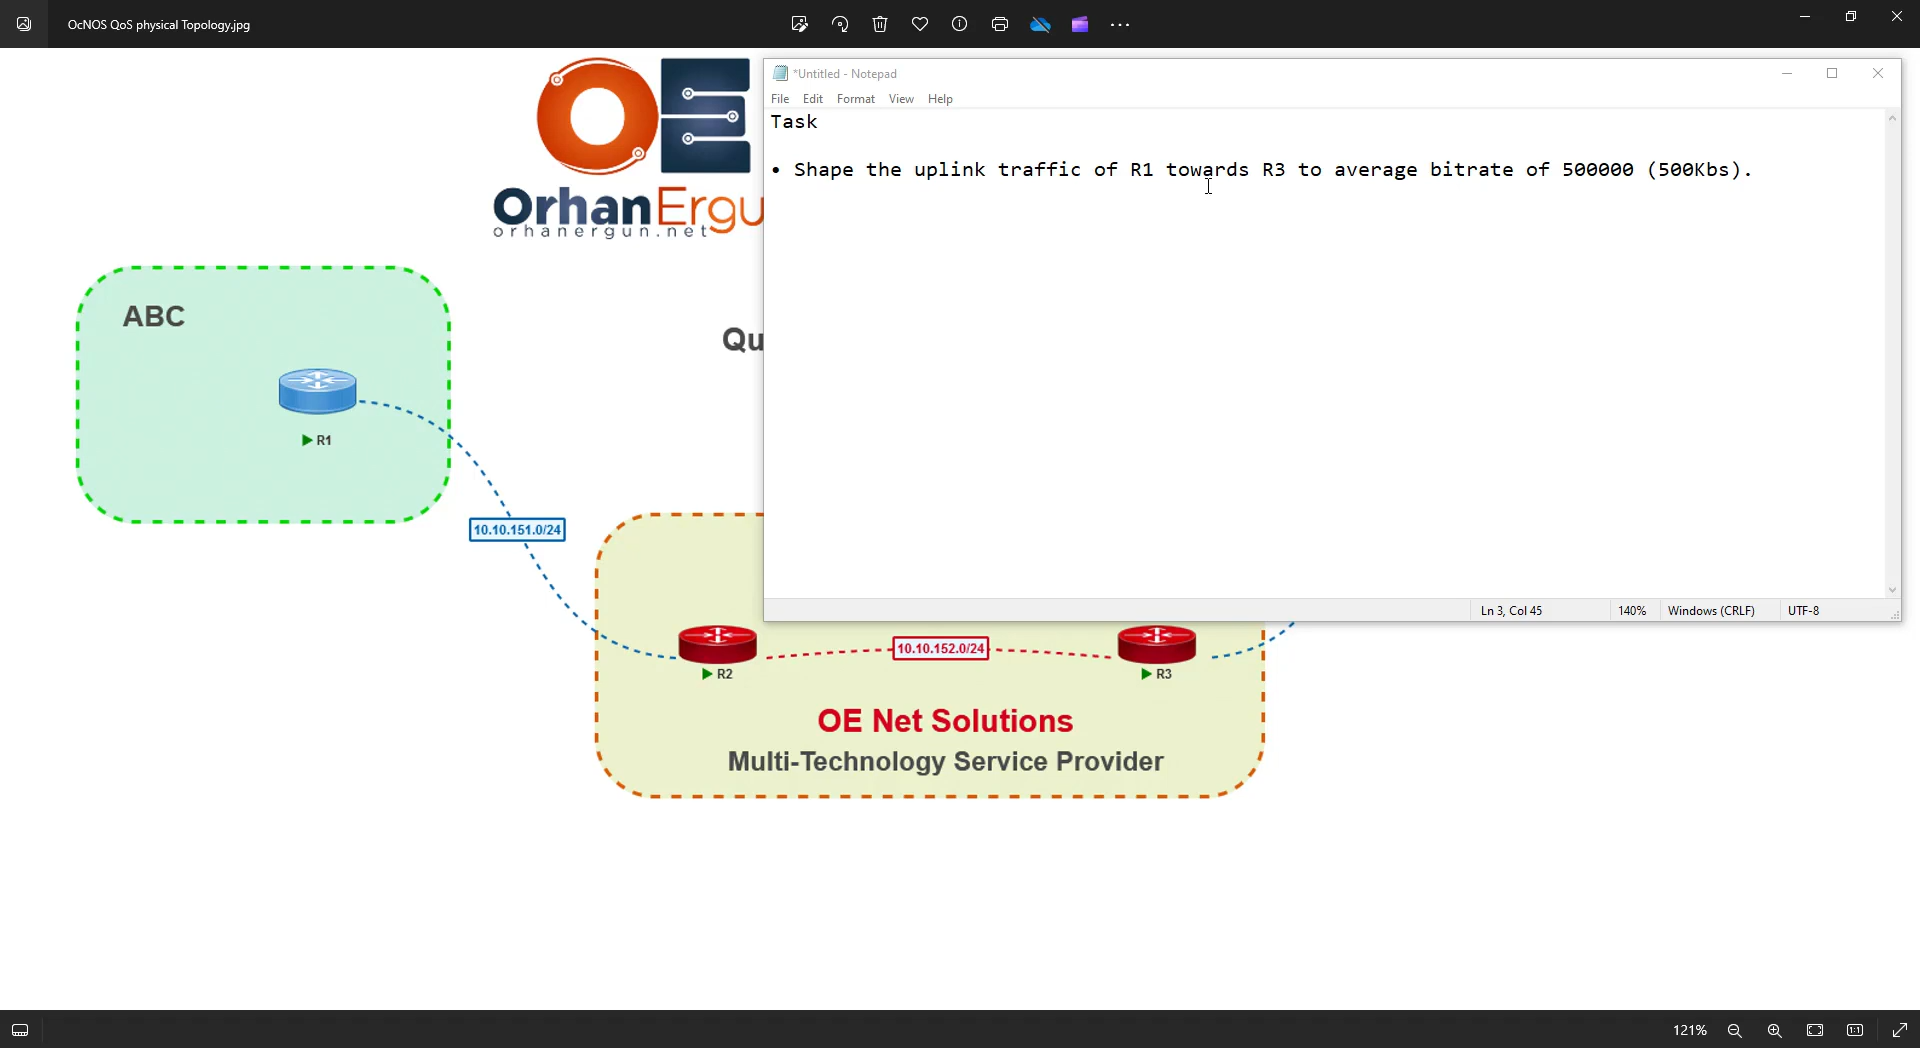 OcNOS QoS physical Topology.jpg
*Untitled - Notepad
File Edit Format View Help
Task
• Shape the uplink traffic of R1 towards R3 to average bitrate of 500000 (500Kbs).
Ln 3, Col 45 140% Windows (CRLF) UTF-8
OE
OrhanErgu
orhanergun.net
ABC
Qu
R1
10.10.151.0/24
10.10.152.0/24
R2
R3
OE Net Solutions
Multi-Technology Service Provider
121%
1:1